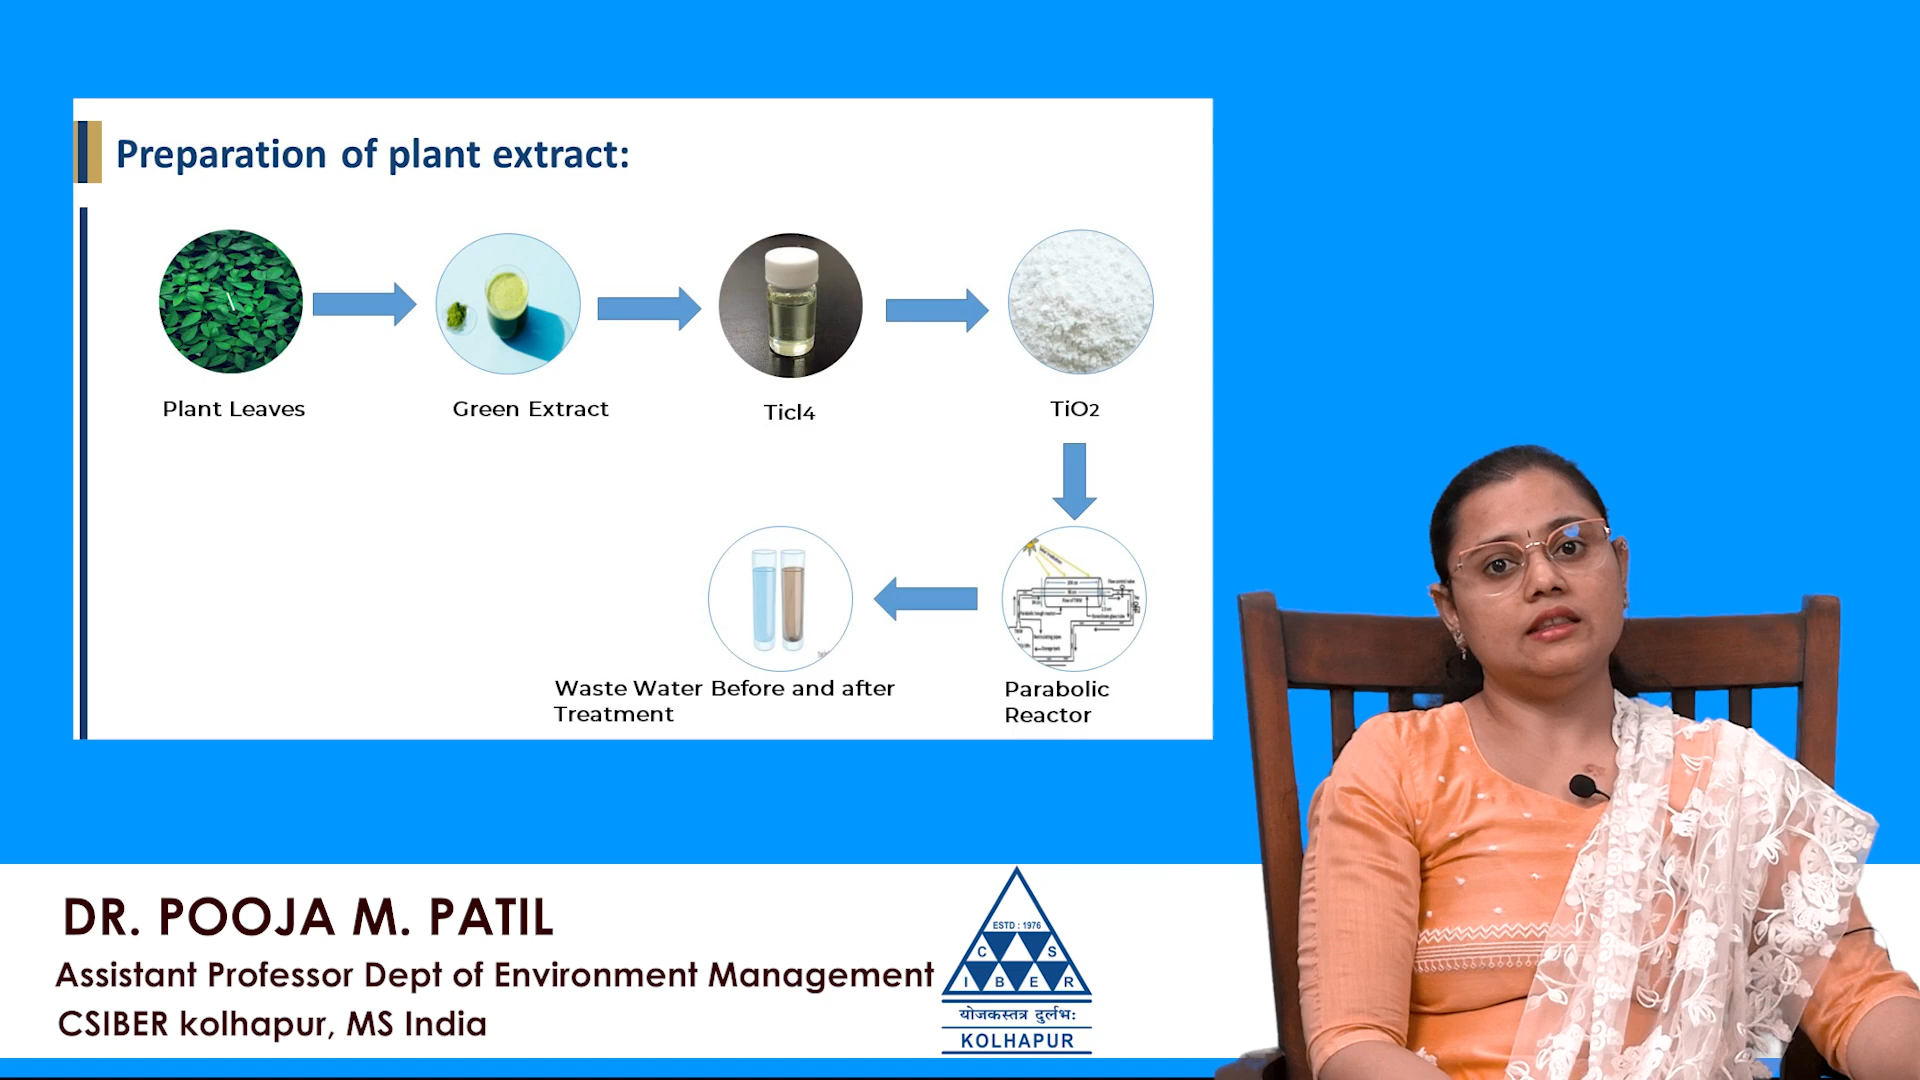 Preparation of plant extract:
Plant Leaves
Green Extract
Ticl4
TiO2
Waste Water Before and after
Treatment
Parabolic
Reactor
DR. POOJA M. PATIL
Assistant Professor Dept of Environment Management
CSIBER kolhapur, MS India
ESTD : 1976
C S
I B E R
योजकस्तत्र दुर्लभः
KOLHAPUR